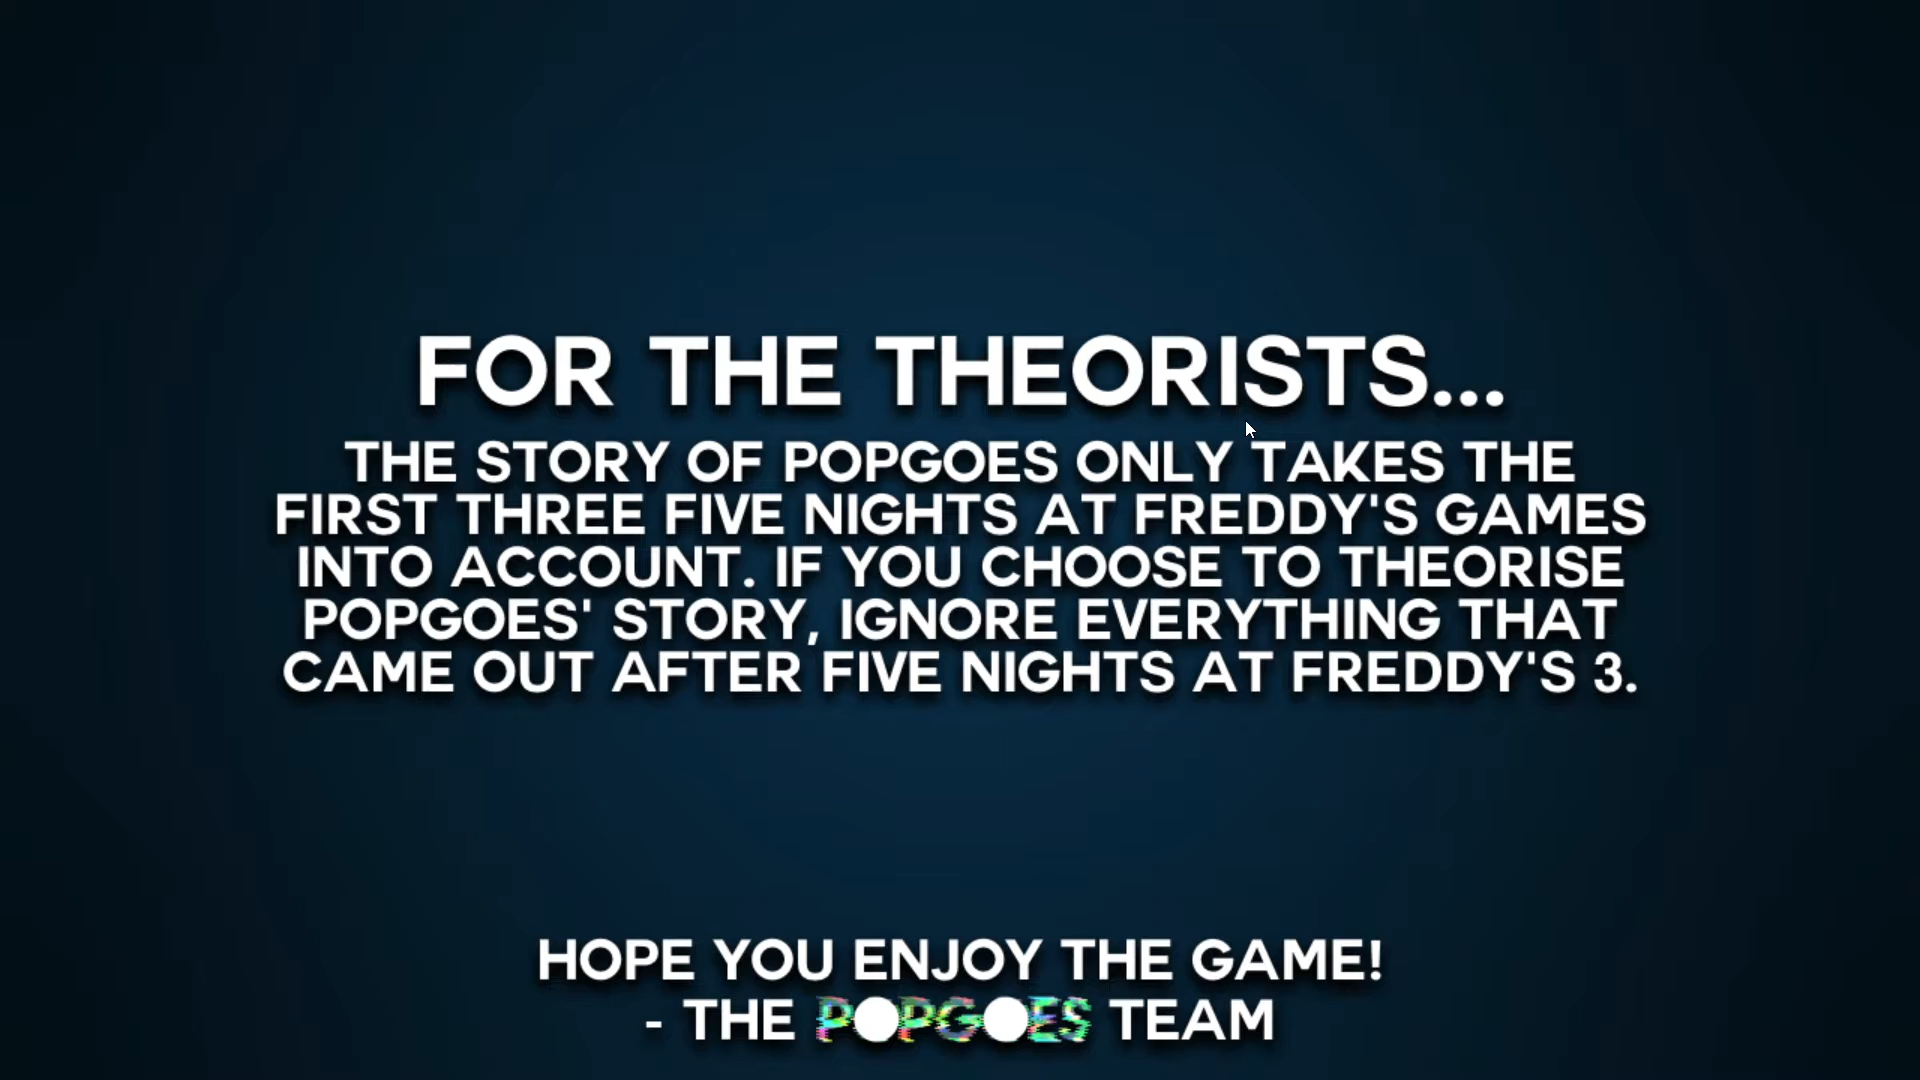 FOR THE THEORISTS...
THE STORY OF POPGOES ONLY TAKES THE
FIRST THREE FIVE NIGHTS AT FREDDY'S GAMES
INTO ACCOUNT. IF YOU CHOOSE TO THEORISE
POPGOES' STORY, IGNORE EVERYTHING THAT
CAME OUT AFTER FIVE NIGHTS AT FREDDY'S 3.
HOPE YOU ENJOY THE GAME!
- THE POPGOES TEAM